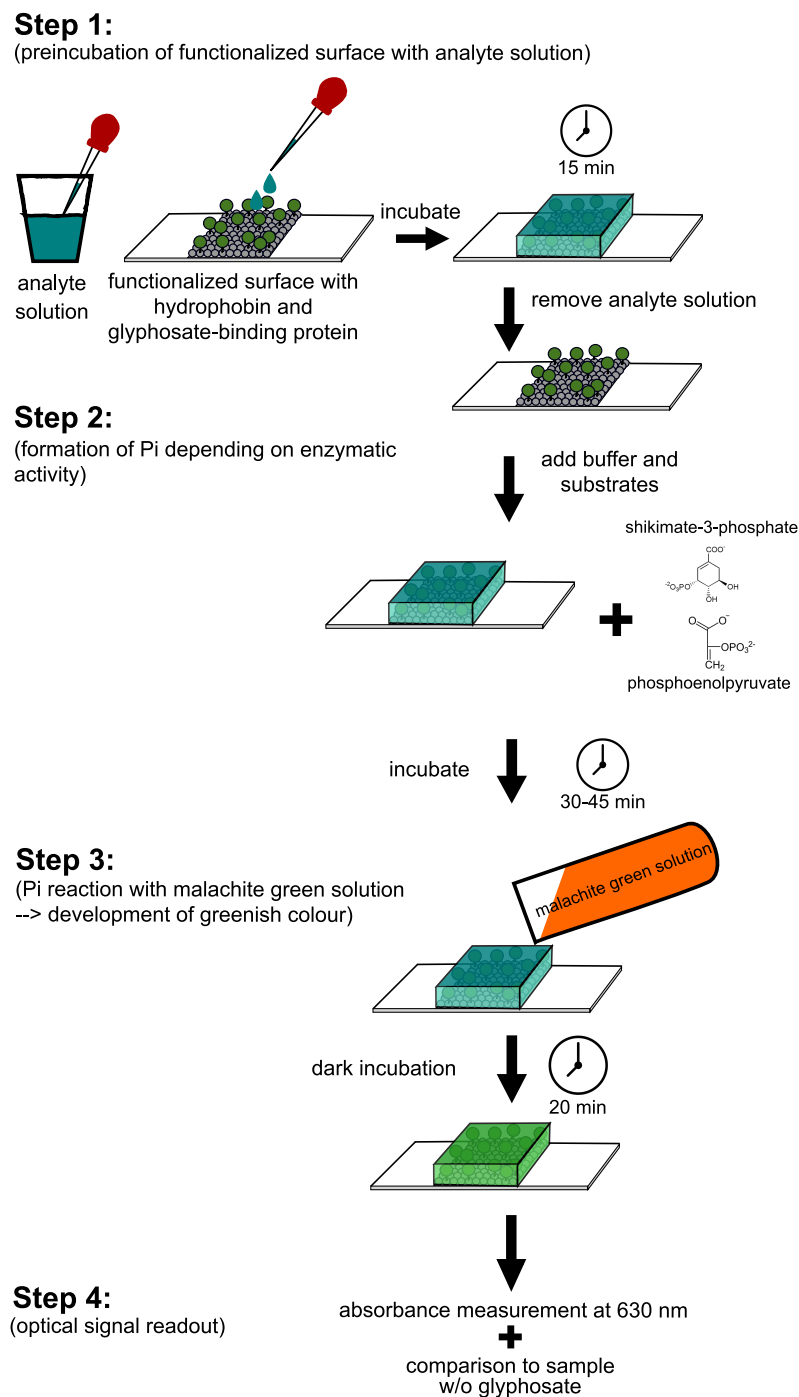 Step 1:
(preincubation of functionalized surface with analyte solution)
15 min
incubate
analyte
solution
functionalized surface with
hydrophobin and
glyphosate-binding protein
remove analyte solution
Step 2:
(formation of Pi depending on enzymatic
activity)
add buffer and
substrates
shikimate-3-phosphate
COO⁻
⁻²O₃PO
OH
OH
O
O⁻
OPO₃²⁻
CH₂
phosphoenolpyruvate
incubate
30-45 min
Step 3:
(Pi reaction with malachite green solution
--> development of greenish colour)
malachite green solution
dark incubation
20 min
Step 4:
(optical signal readout)
absorbance measurement at 630 nm
comparison to sample
w/o glyphosate